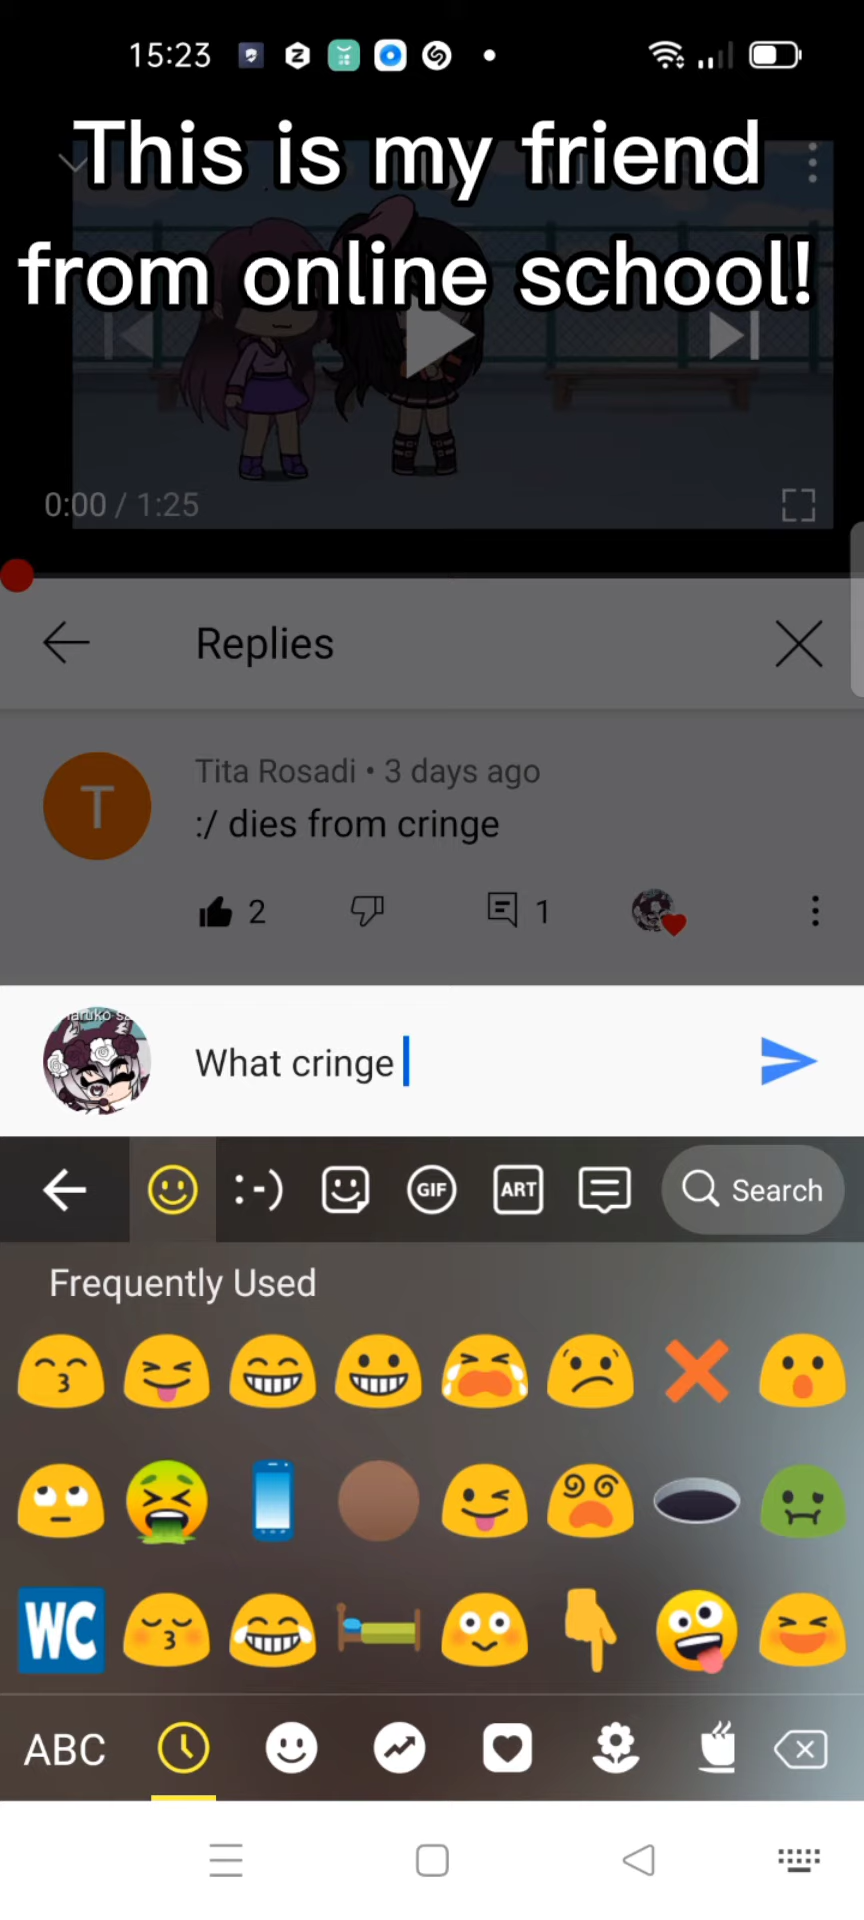 15:23
This is my friend
from online school!
0:00 / 1:25
Replies
Tita Rosadi • 3 days ago
T
:/ dies from cringe
2
1
What cringe
:-)
GIF
ART
Search
Frequently Used
WC
ABC